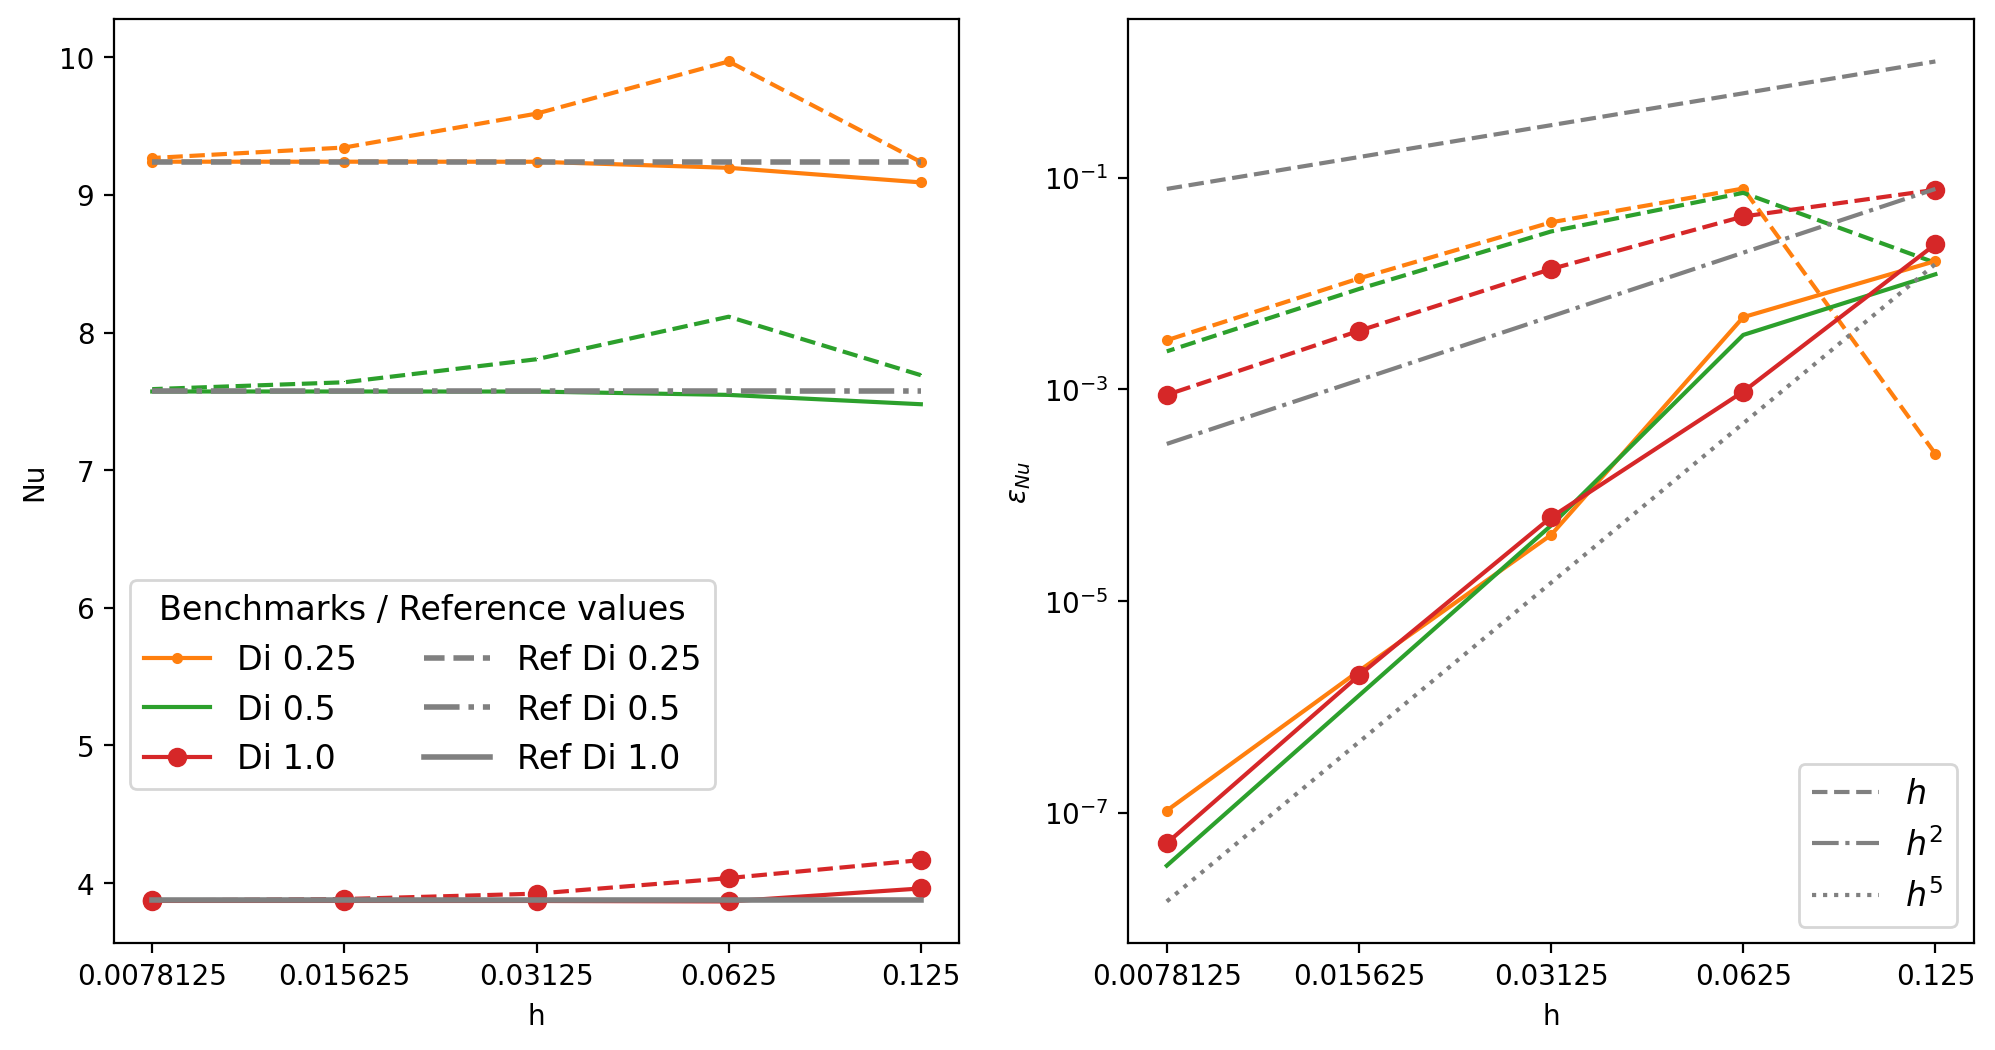 10
9
8
7
6
5
4
Nu
Benchmarks / Reference values
Di 0.25 Ref Di 0.25
Di 0.5 Ref Di 0.5
Di 1.0 Ref Di 1.0
0.0078125 0.015625 0.03125 0.0625 0.125
h
10⁻¹
10⁻³
10⁻⁵
10⁻⁷
εNu
h
h²
h⁵
0.0078125 0.015625 0.03125 0.0625 0.125
h